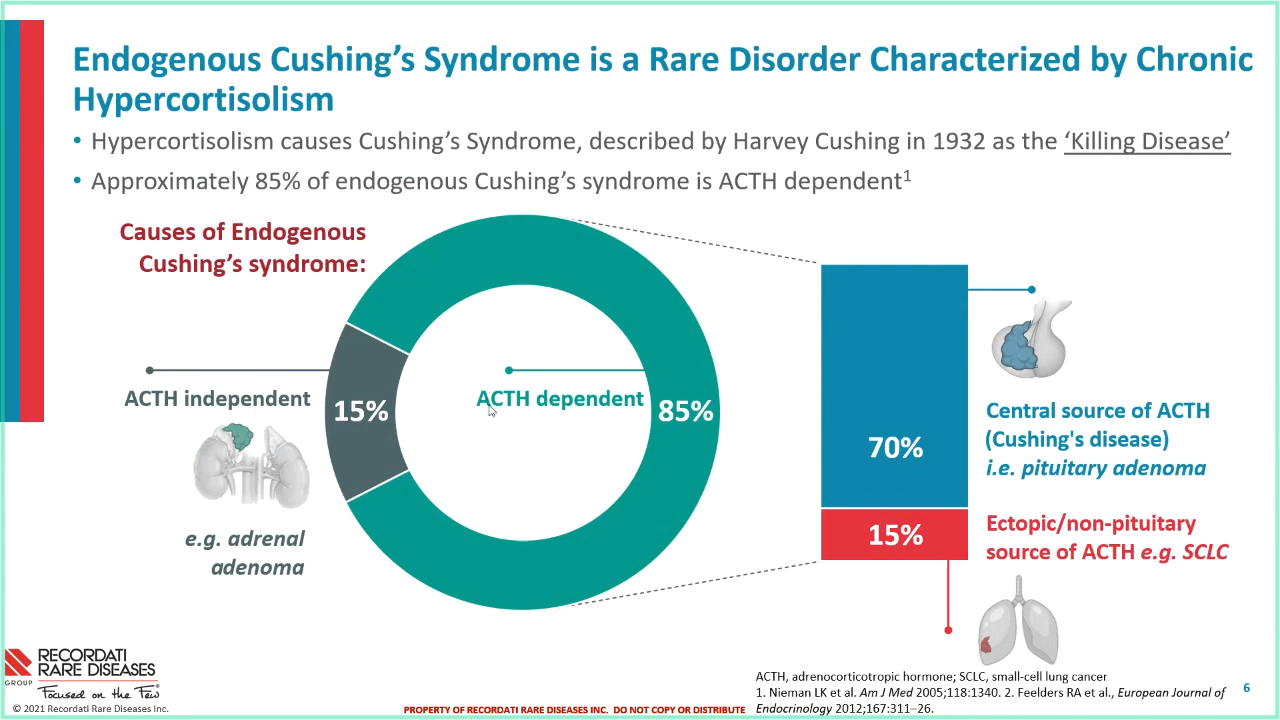 Endogenous Cushing’s Syndrome is a Rare Disorder Characterized by Chronic
Hypercortisolism
• Hypercortisolism causes Cushing’s Syndrome, described by Harvey Cushing in 1932 as the ‘Killing Disease’
• Approximately 85% of endogenous Cushing’s syndrome is ACTH dependent¹
Causes of Endogenous
Cushing’s syndrome:
ACTH independent
15%
e.g. adrenal
adenoma
ACTH dependent
85%
70%
Central source of ACTH
(Cushing's disease)
i.e. pituitary adenoma
15%
Ectopic/non-pituitary
source of ACTH e.g. SCLC
RECORDATI
RARE DISEASES
GROUP
Focused on the Few®
© 2021 Recordati Rare Diseases Inc.
PROPERTY OF RECORDATI RARE DISEASES INC. DO NOT COPY OR DISTRIBUTE
ACTH, adrenocorticotropic hormone; SCLC, small-cell lung cancer
1. Nieman LK et al. Am J Med 2005;118:1340. 2. Feelders RA et al., European Journal of
Endocrinology 2012;167:311–26.
6